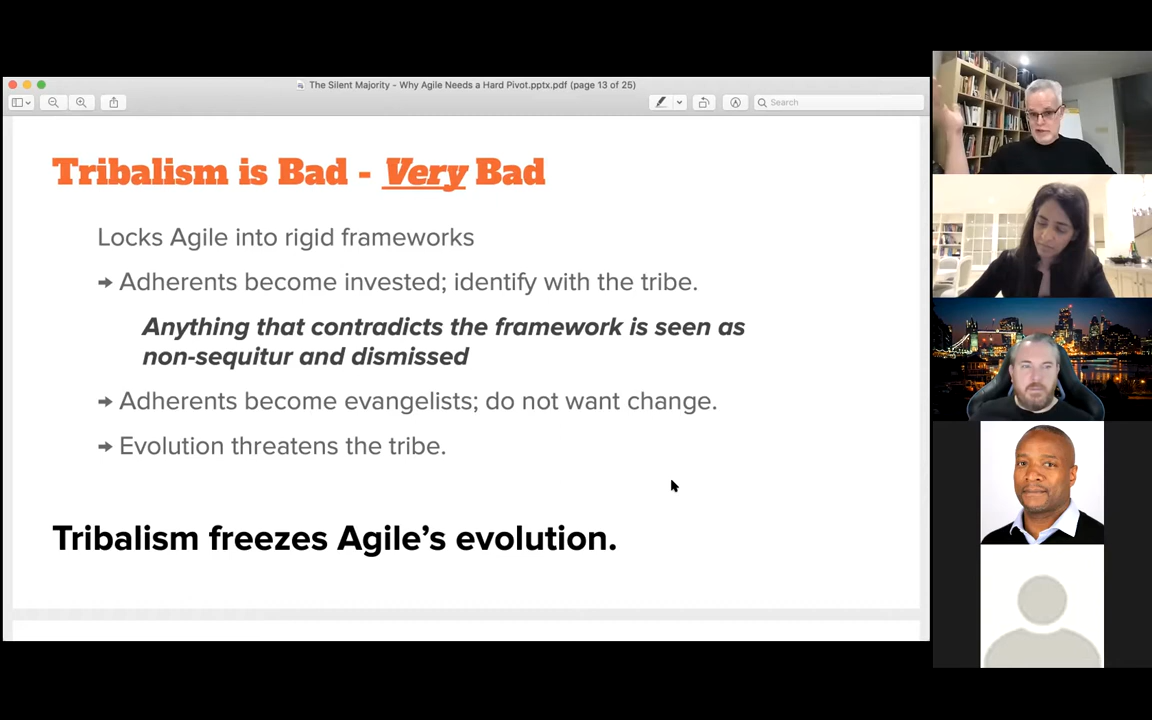 The Silent Majority - Why Agile Needs a Hard Pivot.pptx.pdf (page 13 of 25)
Search
Tribalism is Bad - Very Bad
Locks Agile into rigid frameworks
➔ Adherents become invested; identify with the tribe.
Anything that contradicts the framework is seen as
non-sequitur and dismissed
➔ Adherents become evangelists; do not want change.
➔ Evolution threatens the tribe.
Tribalism freezes Agile’s evolution.